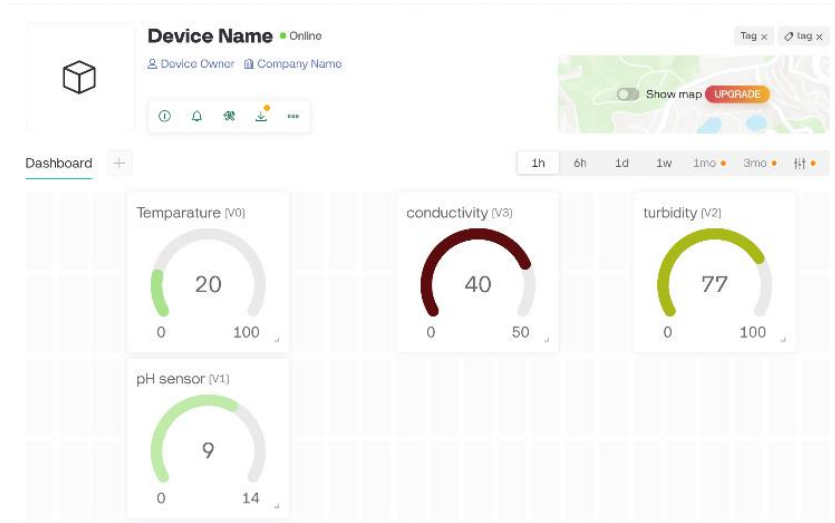 Device Name • Online
Tag × tag ×
Device Owner Company Name
Show map UPGRADE
Dashboard +
1h 6h 1d 1w 1mo • 3mo •
Temparature (V0)
20
0 100
conductivity (V3)
40
0 50
turbidity (V2)
77
0 100
pH sensor (V1)
9
0 14